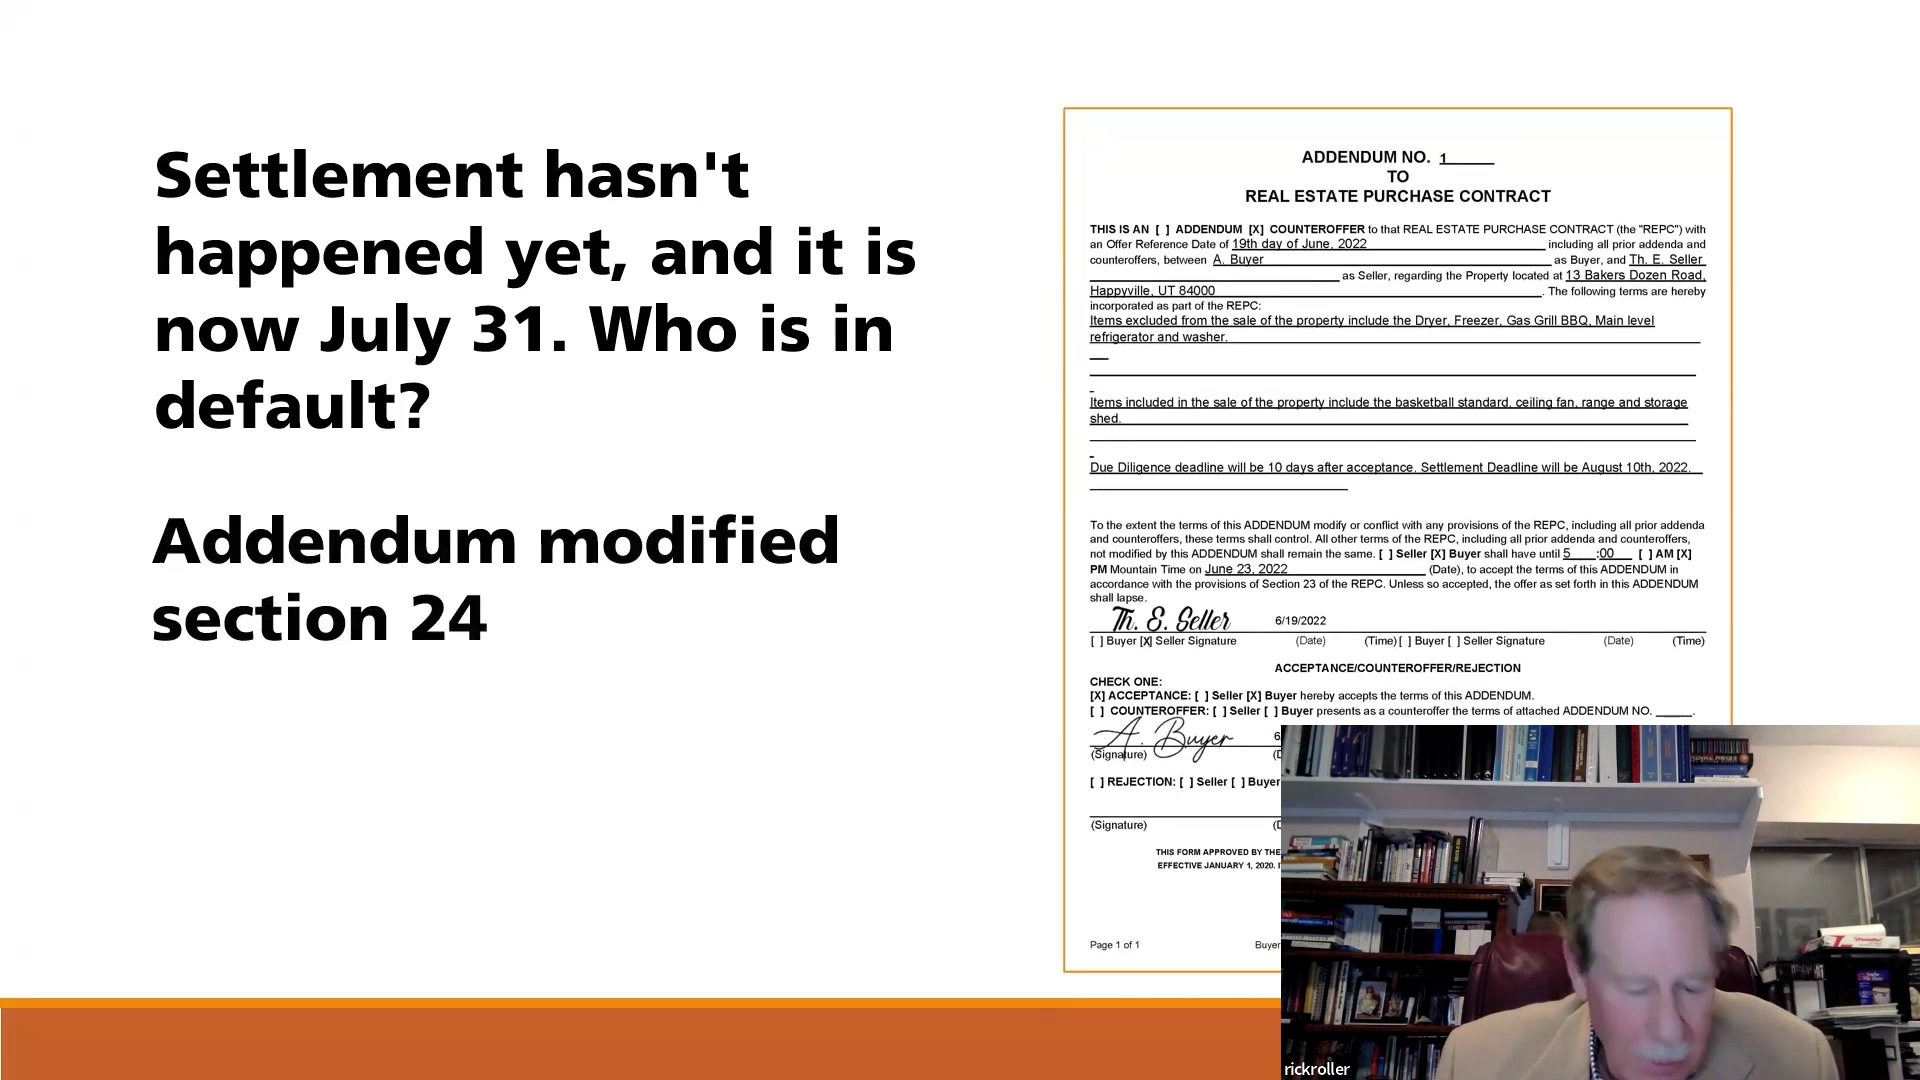 Settlement hasn't
happened yet, and it is
now July 31. Who is in
default?
Addendum modified
section 24
ADDENDUM NO. 1
TO
REAL ESTATE PURCHASE CONTRACT
THIS IS AN [ ] ADDENDUM [X] COUNTEROFFER to that REAL ESTATE PURCHASE CONTRACT (the "REPC") with
an Offer Reference Date of 19th day of June, 2022 including all prior addenda and
counteroffers, between A. Buyer as Buyer, and Th. E. Seller
as Seller, regarding the Property located at 13 Bakers Dozen Road,
Happyville, UT 84000. The following terms are hereby
incorporated as part of the REPC:
Items excluded from the sale of the property include the Dryer, Freezer, Gas Grill BBQ, Main level
refrigerator and washer.
Items included in the sale of the property include the basketball standard, ceiling fan, range and storage
shed.
Due Diligence deadline will be 10 days after acceptance. Settlement Deadline will be August 10th, 2022.
To the extent the terms of this ADDENDUM modify or conflict with any provisions of the REPC, including all prior addenda
and counteroffers, these terms shall control. All other terms of the REPC, including all prior addenda and counteroffers,
not modified by this ADDENDUM shall remain the same. [ ] Seller [X] Buyer shall have until 5 :00 [ ] AM [X]
PM Mountain Time on June 23, 2022 (Date), to accept the terms of this ADDENDUM in
accordance with the provisions of Section 23 of the REPC. Unless so accepted, the offer as set forth in this ADDENDUM
shall lapse.
Th. E. Seller 6/19/2022
[ ] Buyer [X] Seller Signature (Date) (Time) [ ] Buyer [ ] Seller Signature (Date) (Time)
ACCEPTANCE/COUNTEROFFER/REJECTION
CHECK ONE:
[X] ACCEPTANCE: [ ] Seller [X] Buyer hereby accepts the terms of this ADDENDUM.
[ ] COUNTEROFFER: [ ] Seller [ ] Buyer presents as a counteroffer the terms of attached ADDENDUM NO. _____.
A. Buyer 6
(Signature) (D
[ ] REJECTION: [ ] Seller [ ] Buyer
(Signature) (D
THIS FORM APPROVED BY THE
EFFECTIVE JANUARY 1, 2020.
Page 1 of 1 Buyer
rickroller